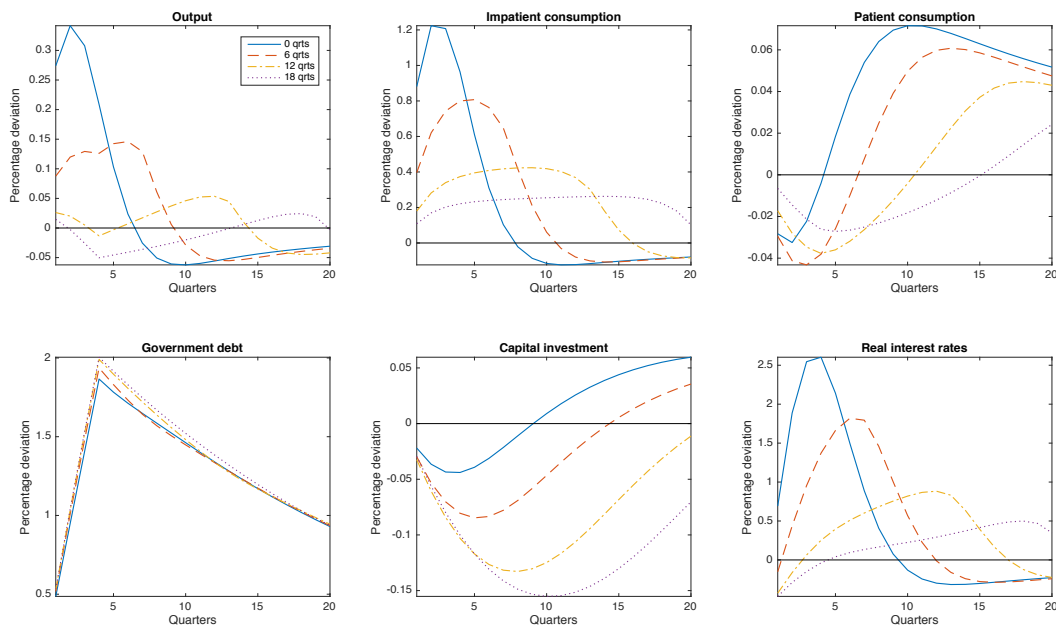 Output
Percentage deviation
0.3
0.25
0.2
0.15
0.1
0.05
0
-0.05
0 qrts
6 qrts
12 qrts
18 qrts
5
10
15
20
Quarters
Impatient consumption
Percentage deviation
1.2
1
0.8
0.6
0.4
0.2
0
5
10
15
20
Quarters
Patient consumption
Percentage deviation
0.06
0.04
0.02
0
-0.02
-0.04
5
10
15
20
Quarters
Government debt
Percentage deviation
2
1.5
1
0.5
5
10
15
20
Quarters
Capital investment
Percentage deviation
0.05
0
-0.05
-0.1
-0.15
5
10
15
20
Quarters
Real interest rates
Percentage deviation
2.5
2
1.5
1
0.5
0
5
10
15
20
Quarters